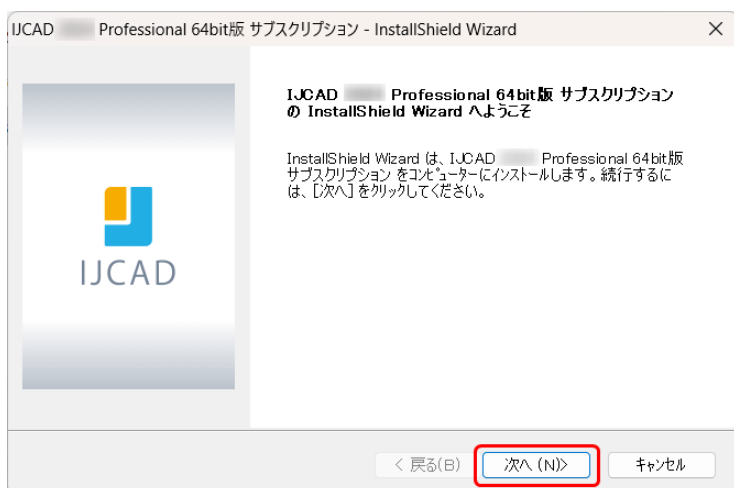 IJCAD Professional 64bit版 サブスクリプション - InstallShield Wizard
IJCAD Professional 64bit版 サブスクリプション
の InstallShield Wizard へようこそ
InstallShield Wizard は、IJCAD Professional 64bit版
サブスクリプション をコンピューターにインストールします。続行するに
は、[次へ] をクリックしてください。
IJCAD
< 戻る(B)
次へ (N)>
キャンセル